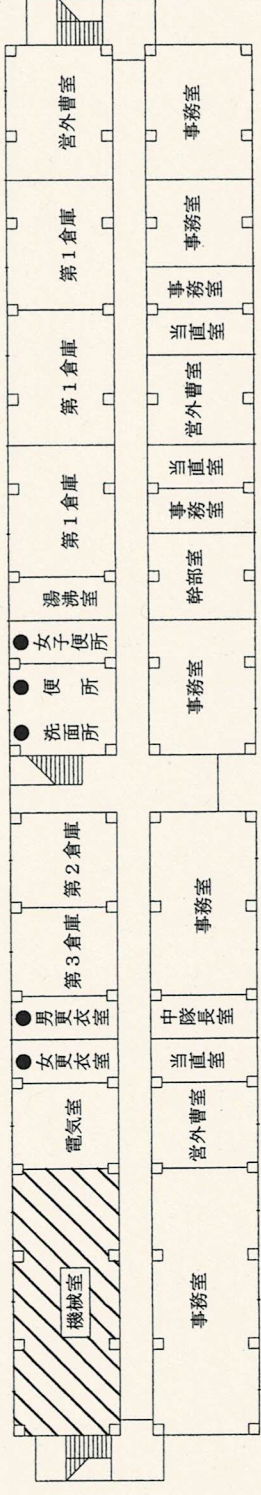 機械室
電気室
女更衣室
男更衣室
第3倉庫
第2倉庫
洗面所
便所
女子便所
湯沸室
第1倉庫
第1倉庫
第1倉庫
営外曹室
事務室
営外曹室
当直室
中隊長室
事務室
事務室
幹部室
事務室
当直室
営外曹室
当直室
事務室
事務室
事務室